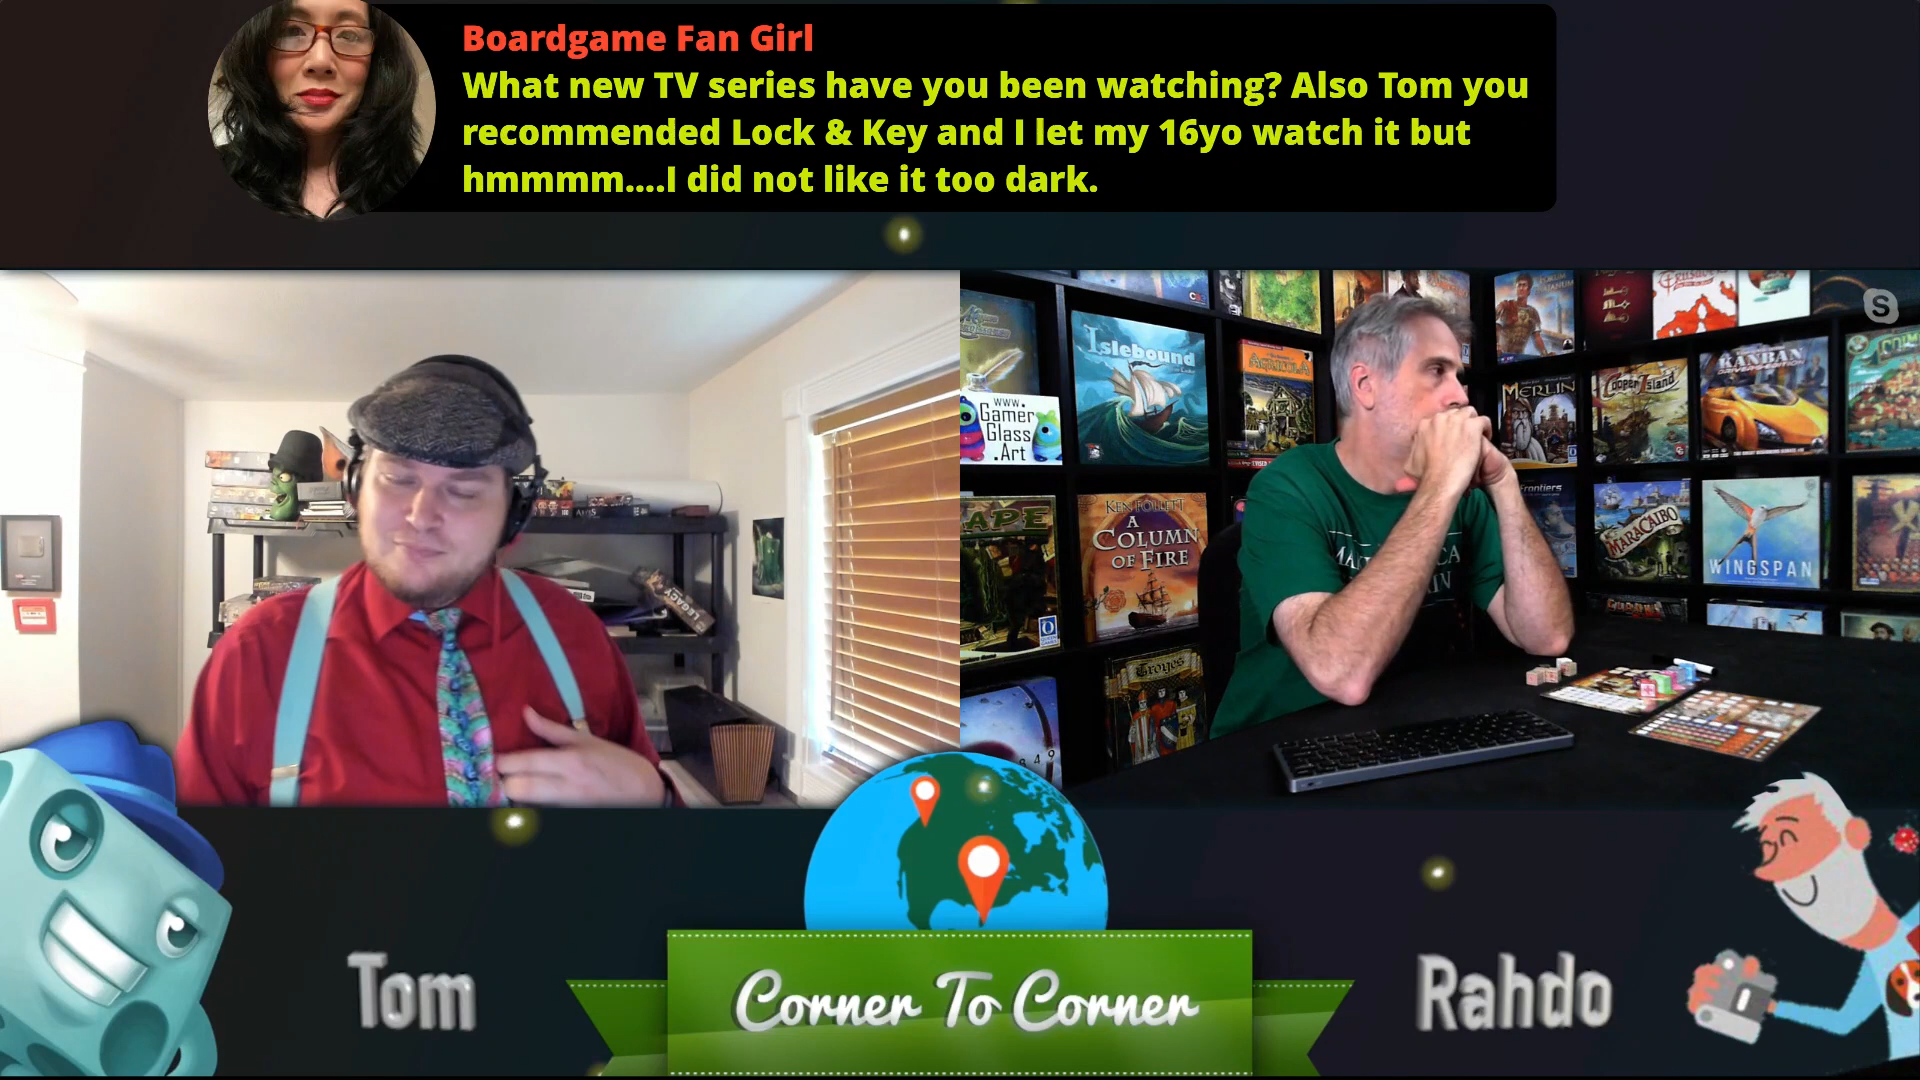 Boardgame Fan Girl
What new TV series have you been watching? Also Tom you
recommended Lock & Key and I let my 16yo watch it but
hmmmm....I did not like it too dark.
S
Islebound
AGRICOLA
www.
Gamer
Glass
.Art
MERLIN
Cooper Island
KANBAN
KEN FOLLETT
A
COLUMN
OF FIRE
Frontiers
MARACAIBO
WINGSPAN
LEGACY
Troyes
Tom
Corner To Corner
Rahdo